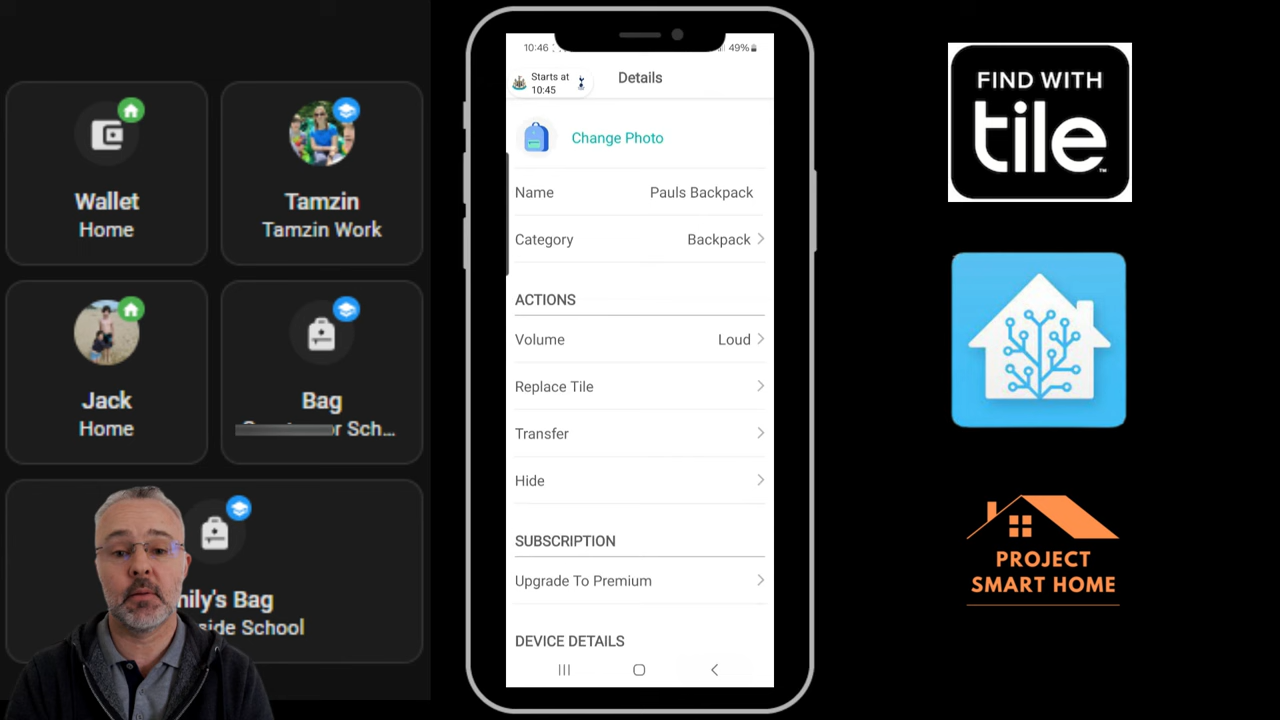 Wallet
Home
Tamzin
Tamzin Work
Jack
Home
Bag
Sch...
ily's Bag
side School
10:46
49%
Starts at
10:45
Details
Change Photo
Name
Pauls Backpack
Category
Backpack
ACTIONS
Volume
Loud
Replace Tile
Transfer
Hide
SUBSCRIPTION
Upgrade To Premium
DEVICE DETAILS
FIND WITH
tile
PROJECT
SMART HOME